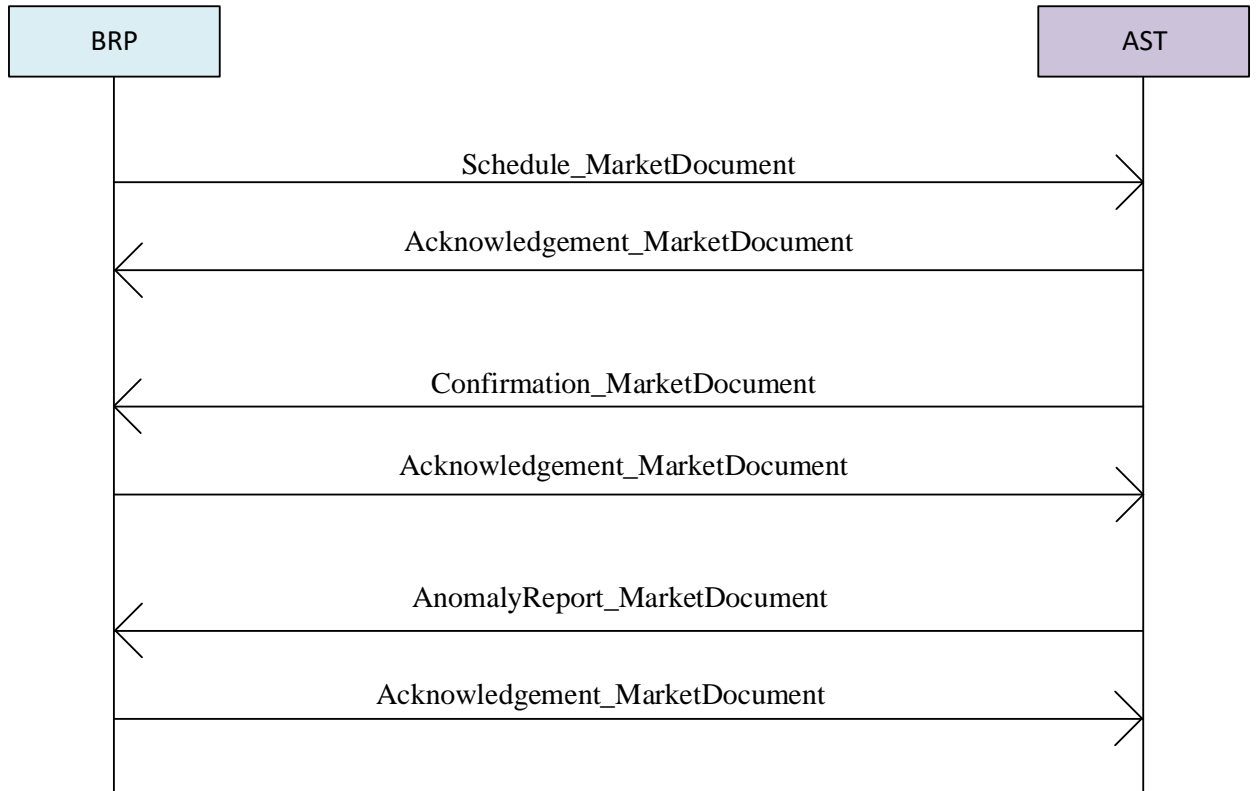 BRP
AST
Schedule_MarketDocument
Acknowledgement_MarketDocument
Confirmation_MarketDocument
Acknowledgement_MarketDocument
AnomalyReport_MarketDocument
Acknowledgement_MarketDocument